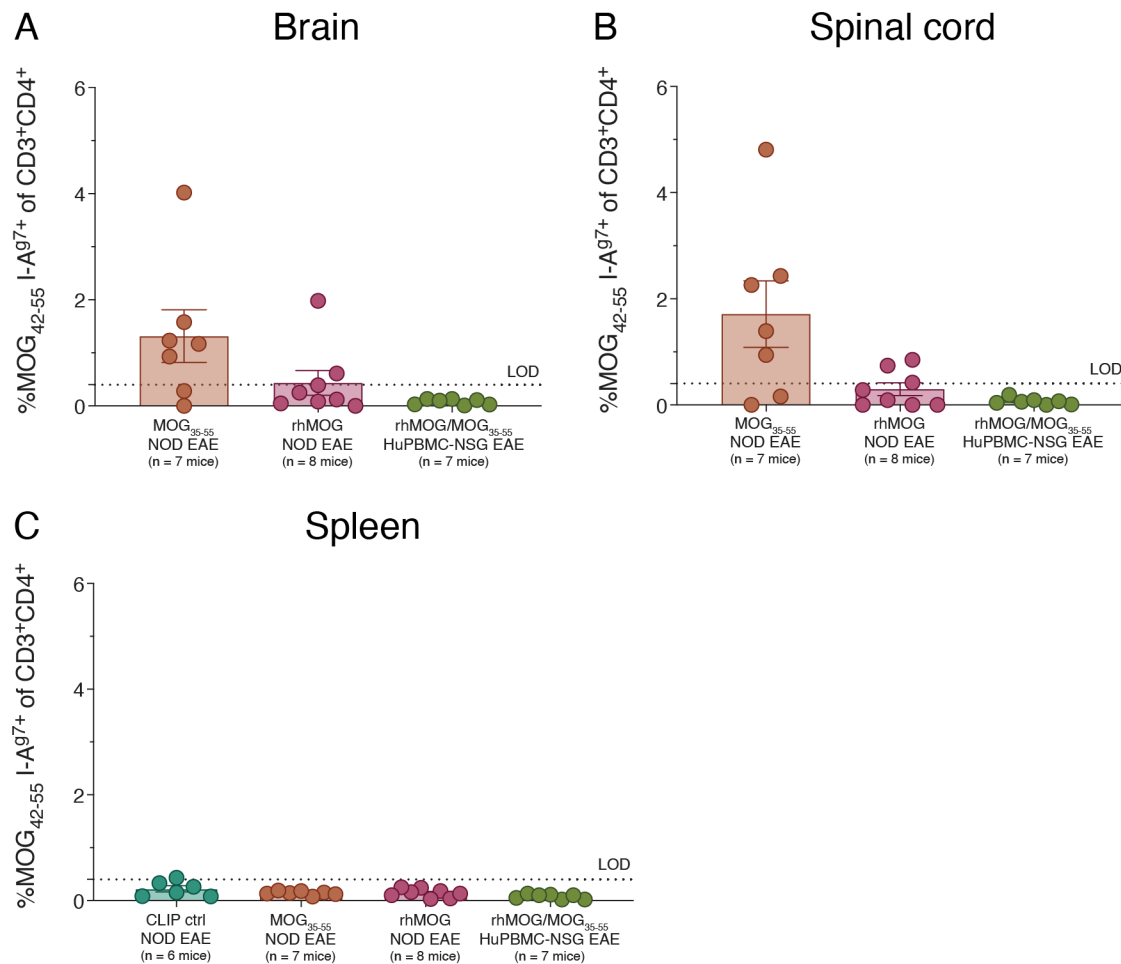 A
Brain
%MOG42-55 I-Ag7+ of CD3+CD4+
6
4
2
0
LOD
MOG35-55
NOD EAE
(n = 7 mice)
rhMOG
NOD EAE
(n = 8 mice)
rhMOG/MOG35-55
HuPBMC-NSG EAE
(n = 7 mice)
B
Spinal cord
%MOG42-55 I-Ag7+ of CD3+CD4+
6
4
2
0
LOD
MOG35-55
NOD EAE
(n = 7 mice)
rhMOG
NOD EAE
(n = 8 mice)
rhMOG/MOG35-55
HuPBMC-NSG EAE
(n = 7 mice)
C
Spleen
%MOG42-55 I-Ag7+ of CD3+CD4+
6
4
2
0
LOD
CLIP ctrl
NOD EAE
(n = 6 mice)
MOG35-55
NOD EAE
(n = 7 mice)
rhMOG
NOD EAE
(n = 8 mice)
rhMOG/MOG35-55
HuPBMC-NSG EAE
(n = 7 mice)